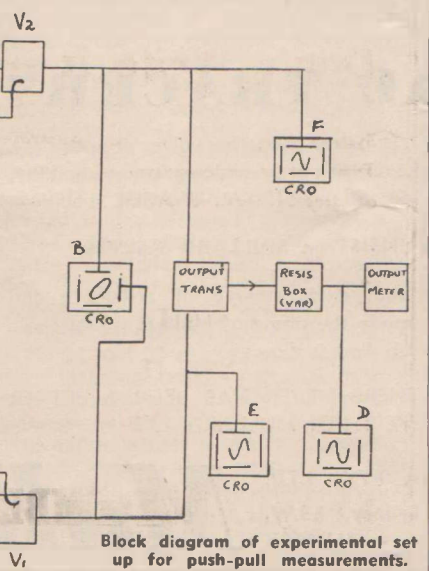 V2
F
CRO
B
CRO
OUTPUT
TRANS
RESIS
BOX
(VAR)
OUTPUT
METER
E
CRO
D
CRO
V1
Block diagram of experimental set
up for push-pull measurements.